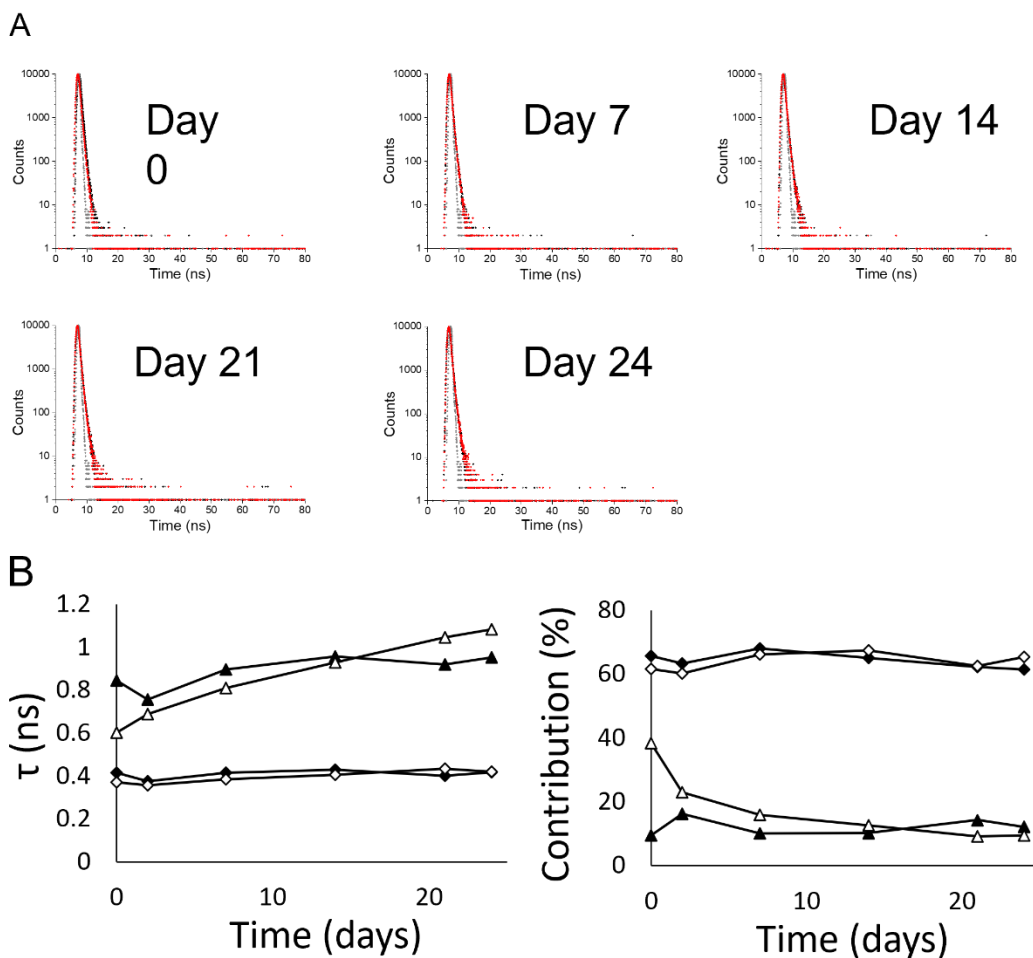 A
10000
1000
100
10
1
Counts
0 10 20 30 40 50 60 70 80
Time (ns)
Day
0
10000
1000
100
10
1
Counts
0 10 20 30 40 50 60 70 80
Time (ns)
Day 7
10000
1000
100
10
1
Counts
0 10 20 30 40 50 60 70 80
Time (ns)
Day 14
10000
1000
100
10
1
Counts
0 10 20 30 40 50 60 70 80
Time (ns)
Day 21
10000
1000
100
10
1
Counts
0 10 20 30 40 50 60 70 80
Time (ns)
Day 24
B
1.2
1
0.8
0.6
0.4
0.2
0
τ (ns)
0 10 20
Time (days)
80
60
40
20
0
Contribution (%)
0 10 20
Time (days)